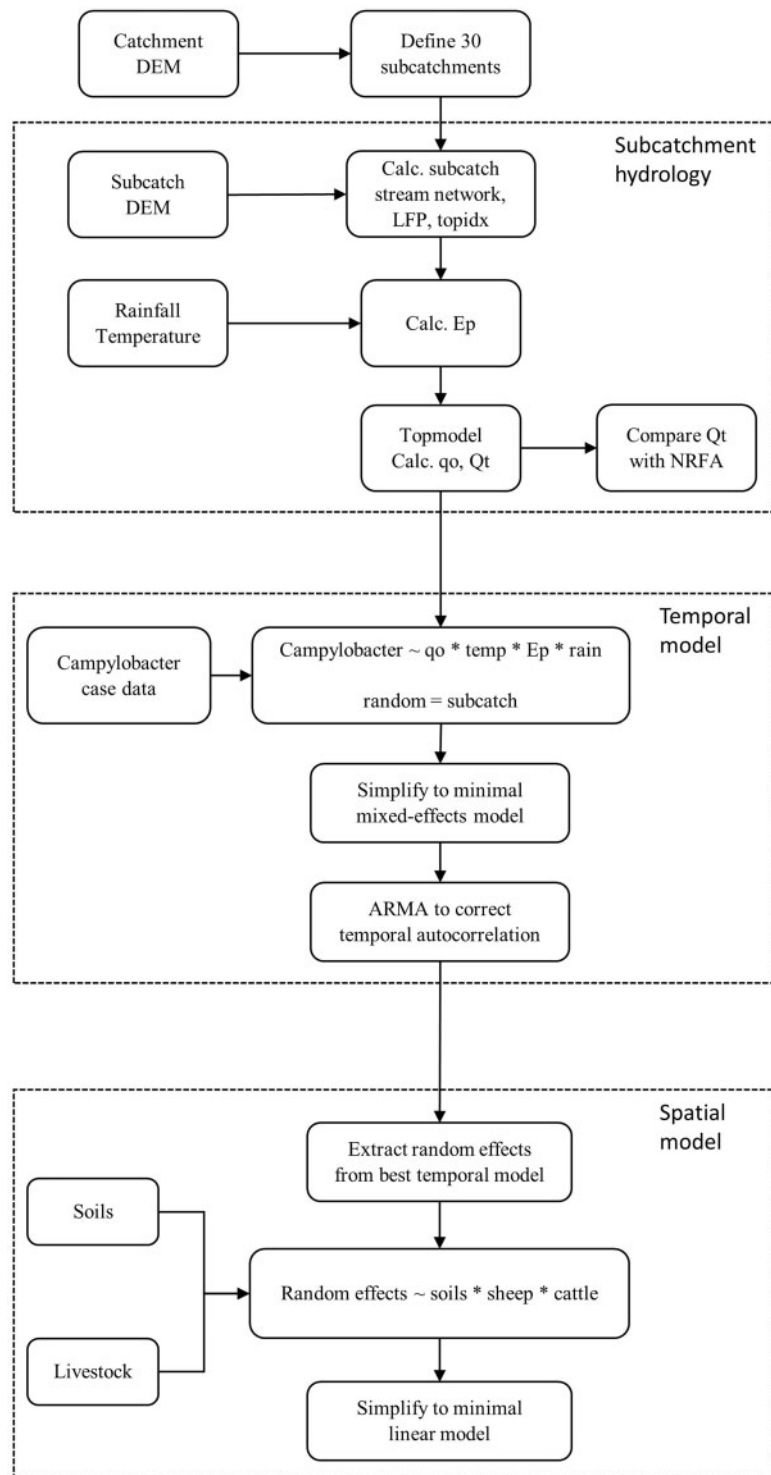 Catchment
DEM
Define 30
subcatchments
Subcatchment
hydrology
Subcatch
DEM
Calc. subcatch
stream network,
LFP, topidx
Rainfall
Temperature
Calc. Ep
Topmodel
Calc. qo, Qt
Compare Qt
with NRFA
Temporal
model
Campylobacter
case data
Campylobacter ~ qo * temp * Ep * rain
random = subcatch
Simplify to minimal
mixed-effects model
ARMA to correct
temporal autocorrelation
Spatial
model
Extract random effects
from best temporal model
Soils
Random effects ~ soils * sheep * cattle
Livestock
Simplify to minimal
linear model